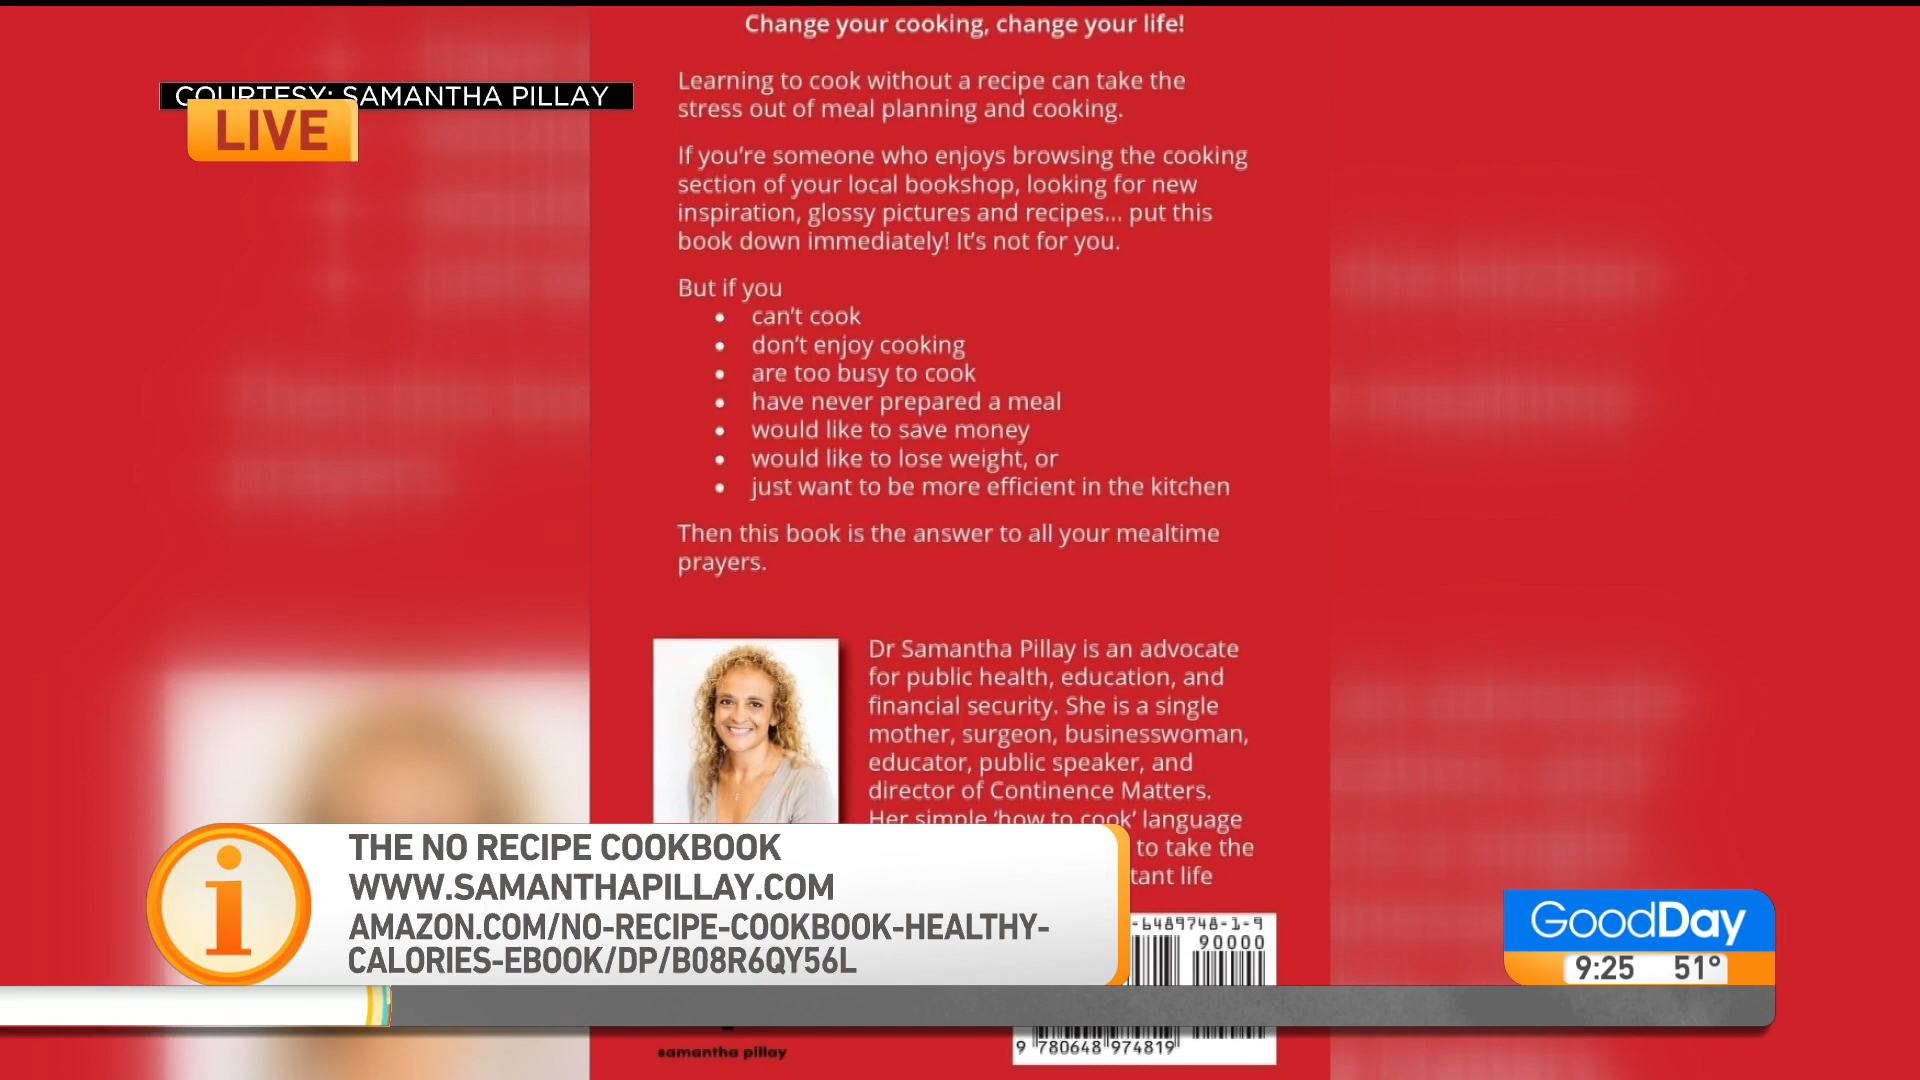 Change your cooking, change your life!
COURTESY: SAMANTHA PILLAY
LIVE
Learning to cook without a recipe can take the
stress out of meal planning and cooking.
If you're someone who enjoys browsing the cooking
section of your local bookshop, looking for new
inspiration, glossy pictures and recipes... put this
book down immediately! It's not for you.
But if you
• can't cook
• don't enjoy cooking
• are too busy to cook
• have never prepared a meal
• would like to save money
• would like to lose weight, or
• just want to be more efficient in the kitchen
Then this book is the answer to all your mealtime
prayers.
Dr Samantha Pillay is an advocate
for public health, education, and
financial security. She is a single
mother, surgeon, businesswoman,
educator, public speaker, and
director of Continence Matters.
Her simple 'how to cook' language
to take the
tant life
i
THE NO RECIPE COOKBOOK
WWW.SAMANTHAPILLAY.COM
AMAZON.COM/NO-RECIPE-COOKBOOK-HEALTHY-
CALORIES-EBOOK/DP/B08R6QY56L
-6489748-1-9
90000
GoodDay
9:25 51°
samantha pillay
9 780648 974819